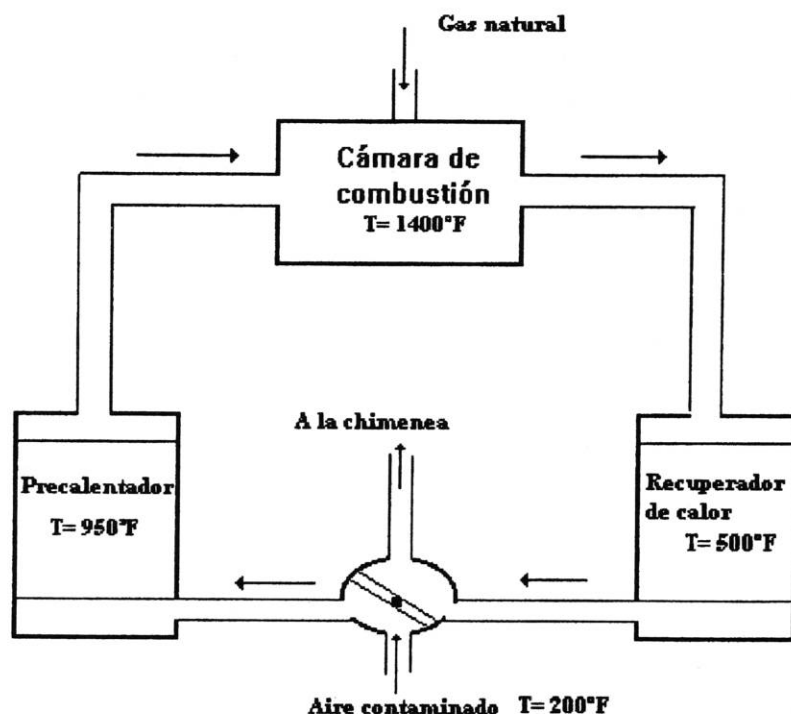 Gas natural
Cámara de
combustión
T= 1400°F
A la chimenea
Precalentador
T= 950°F
Recuperador
de calor
T= 500°F
Aire contaminado T= 200°F